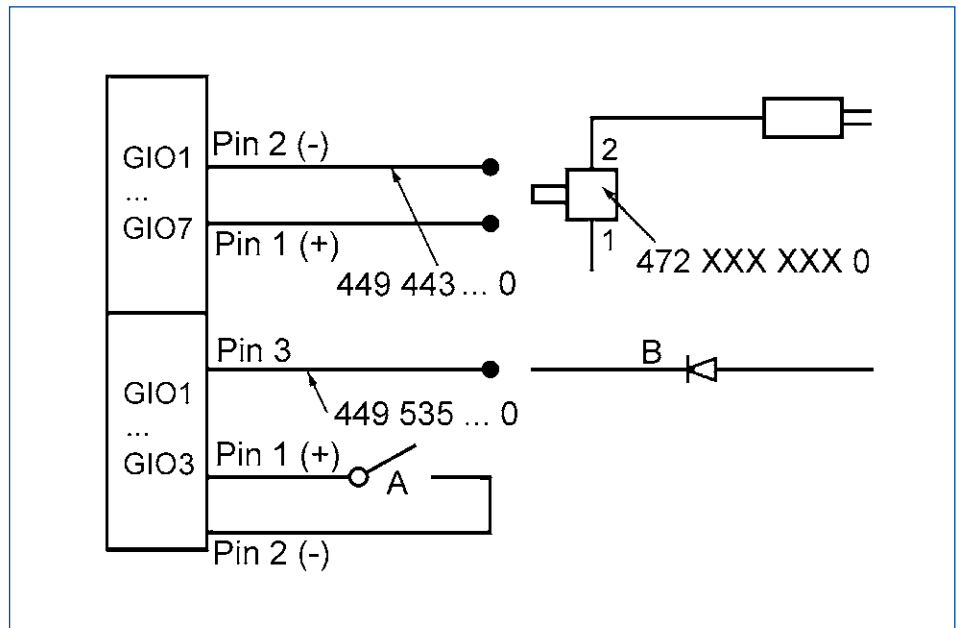 GIO1
...
GIO7
Pin 2 (-)
Pin 1 (+)
449 443 ... 0
2
1
472 XXX XXX 0
GIO1
...
GIO3
Pin 3
449 535 ... 0
Pin 1 (+)
A
Pin 2 (-)
B